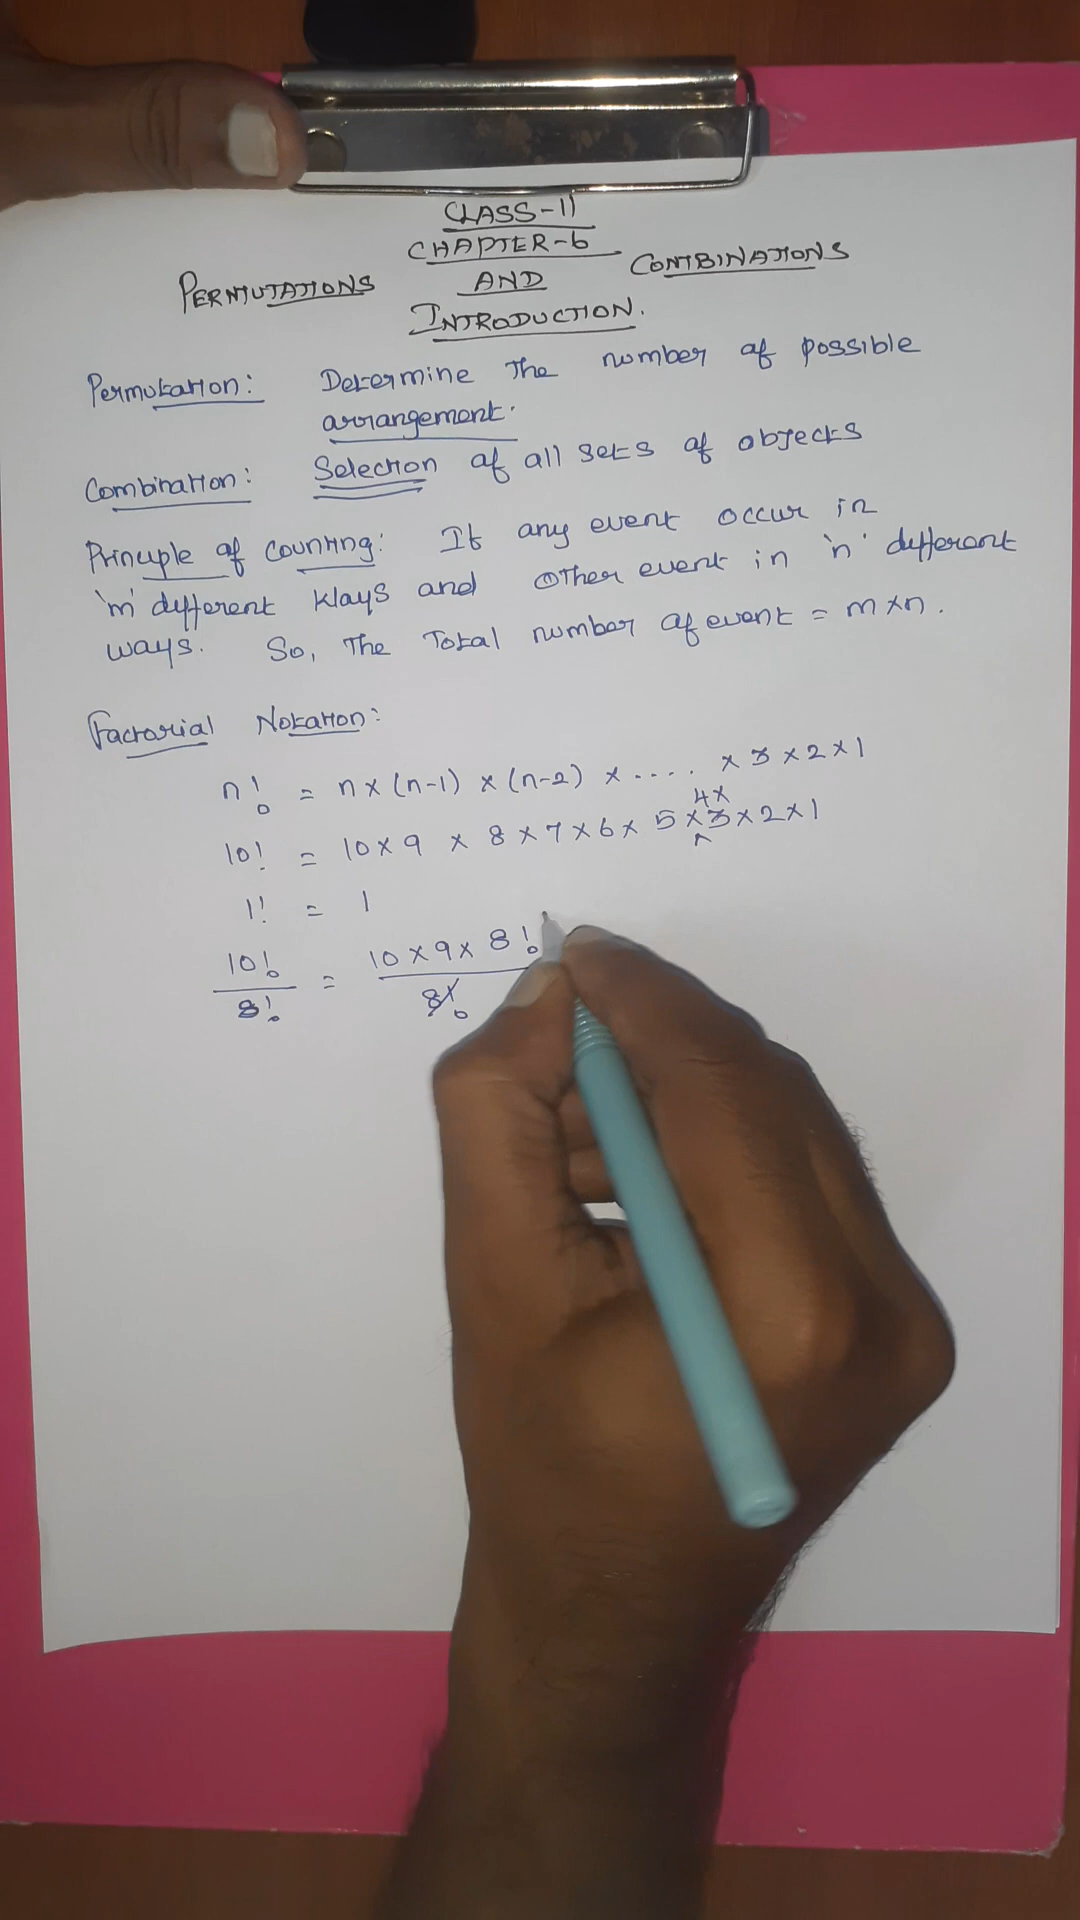 CLASS-11
CHAPTER-6
PERMUTATIONS AND COMBINATIONS
INTRODUCTION.
Permutation: Determine The number of possible
arrangement.
Combination: Selection of all sets of objects
Principle of Counting: If any event occur in
'm' different ways and other event in 'n' different
ways. So, The Total number of event = m×n.
Factorial Notation:
n! = n×(n-1)×(n-2)×.... ×3×2×1
10! = 10×9×8×7×6×5×4×3×2×1
1! = 1
10!/8! = 10×9×8!/8!